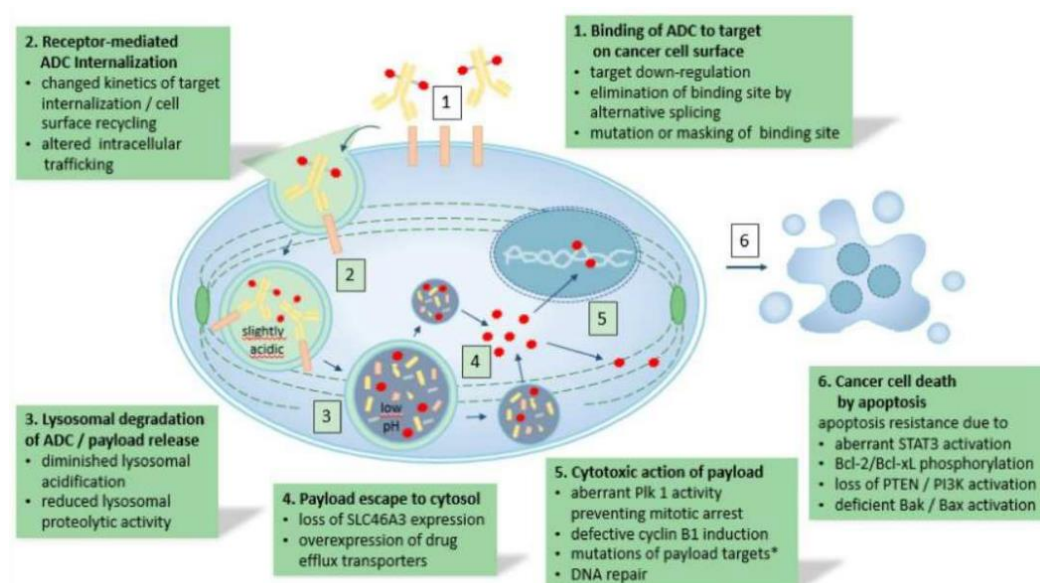 2. Receptor-mediated
ADC Internalization
• changed kinetics of target
internalization / cell
surface recycling
• altered intracellular
trafficking
1. Binding of ADC to target
on cancer cell surface
• target down-regulation
• elimination of binding site by
alternative splicing
• mutation or masking of binding site
1
2
slightly
acidic
3
low
pH
4
5
6
3. Lysosomal degradation
of ADC / payload release
• diminished lysosomal
acidification
• reduced lysosomal
proteolytic activity
4. Payload escape to cytosol
• loss of SLC46A3 expression
• overexpression of drug
efflux transporters
5. Cytotoxic action of payload
• aberrant Plk 1 activity
preventing mitotic arrest
• defective cyclin B1 induction
• mutations of payload targets*
• DNA repair
6. Cancer cell death
by apoptosis
apoptosis resistance due to
• aberrant STAT3 activation
• Bcl-2/Bcl-xL phosphorylation
• loss of PTEN / PI3K activation
• deficient Bak / Bax activation